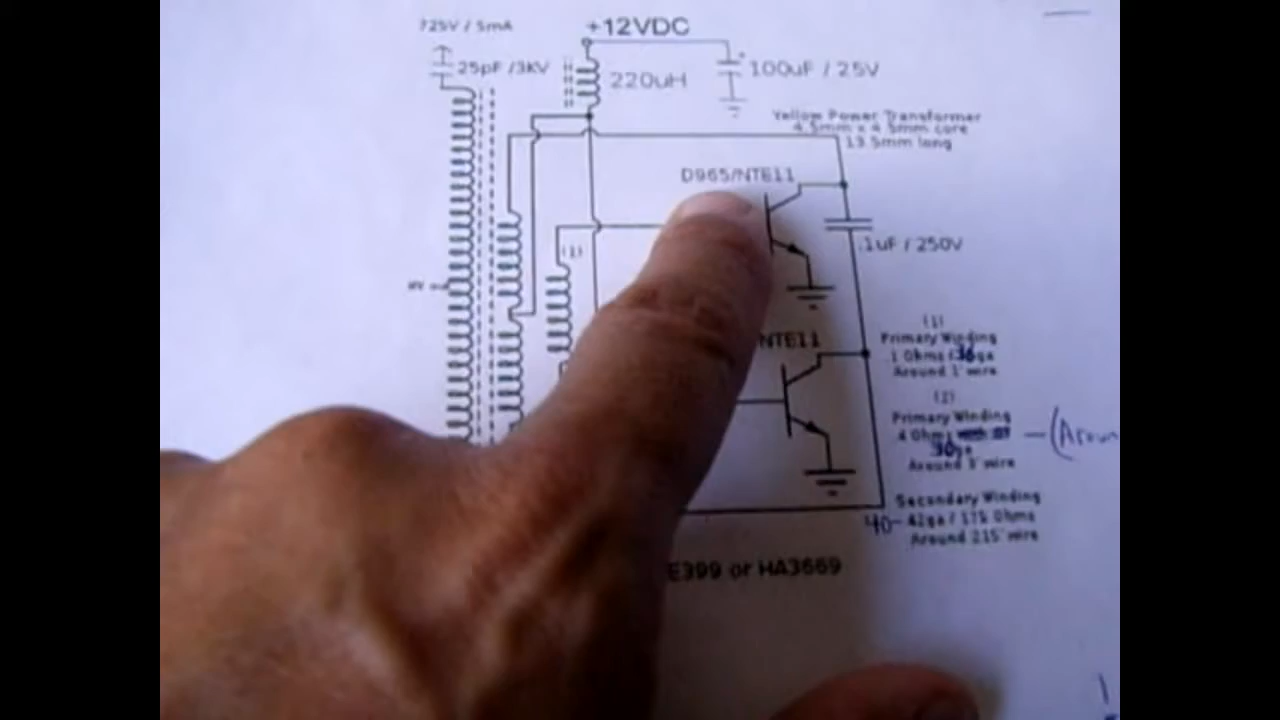 725V / 5mA
+12VDC
25pF /3KV
220uH
100uF / 25V
Yellow Power Transformer
4.5mm x 4.5mm core
13.5mm long
D965/NTE11
(1)
.1uF / 250V
HV
NTE11
(1)
Primary Winding
.1 Ohms / 36ga
Around 1' wire
(2)
Primary Winding
.4 Ohms
30ga
Around 3' wire
Secondary Winding
40- 42ga / 175 Ohms
Around 215' wire
E399 or HA3669